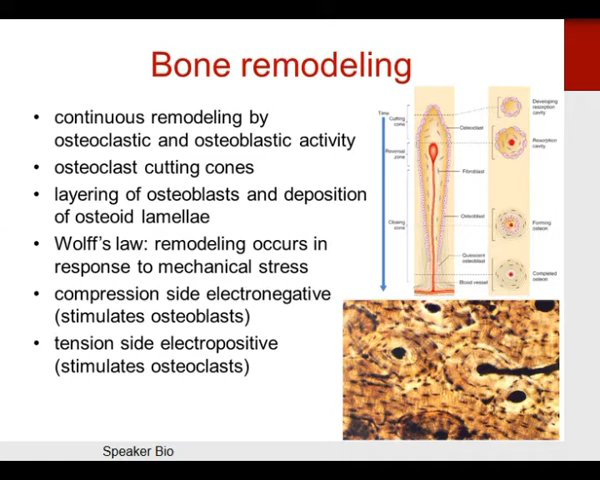 Bone remodeling
• continuous remodeling by
osteoclastic and osteoblastic activity
• osteoclast cutting cones
• layering of osteoblasts and deposition
of osteoid lamellae
• Wolff's law: remodeling occurs in
response to mechanical stress
• compression side electronegative
(stimulates osteoblasts)
• tension side electropositive
(stimulates osteoclasts)
Time
Cutting
cone
Reversal
zone
Closing
zone
Osteoclast
Fibroblast
Osteoblast
Quiescent
osteoblast
Blood vessel
Developing
resorption
cavity
Resorption
cavity
Forming
osteon
Completed
osteon
Speaker Bio